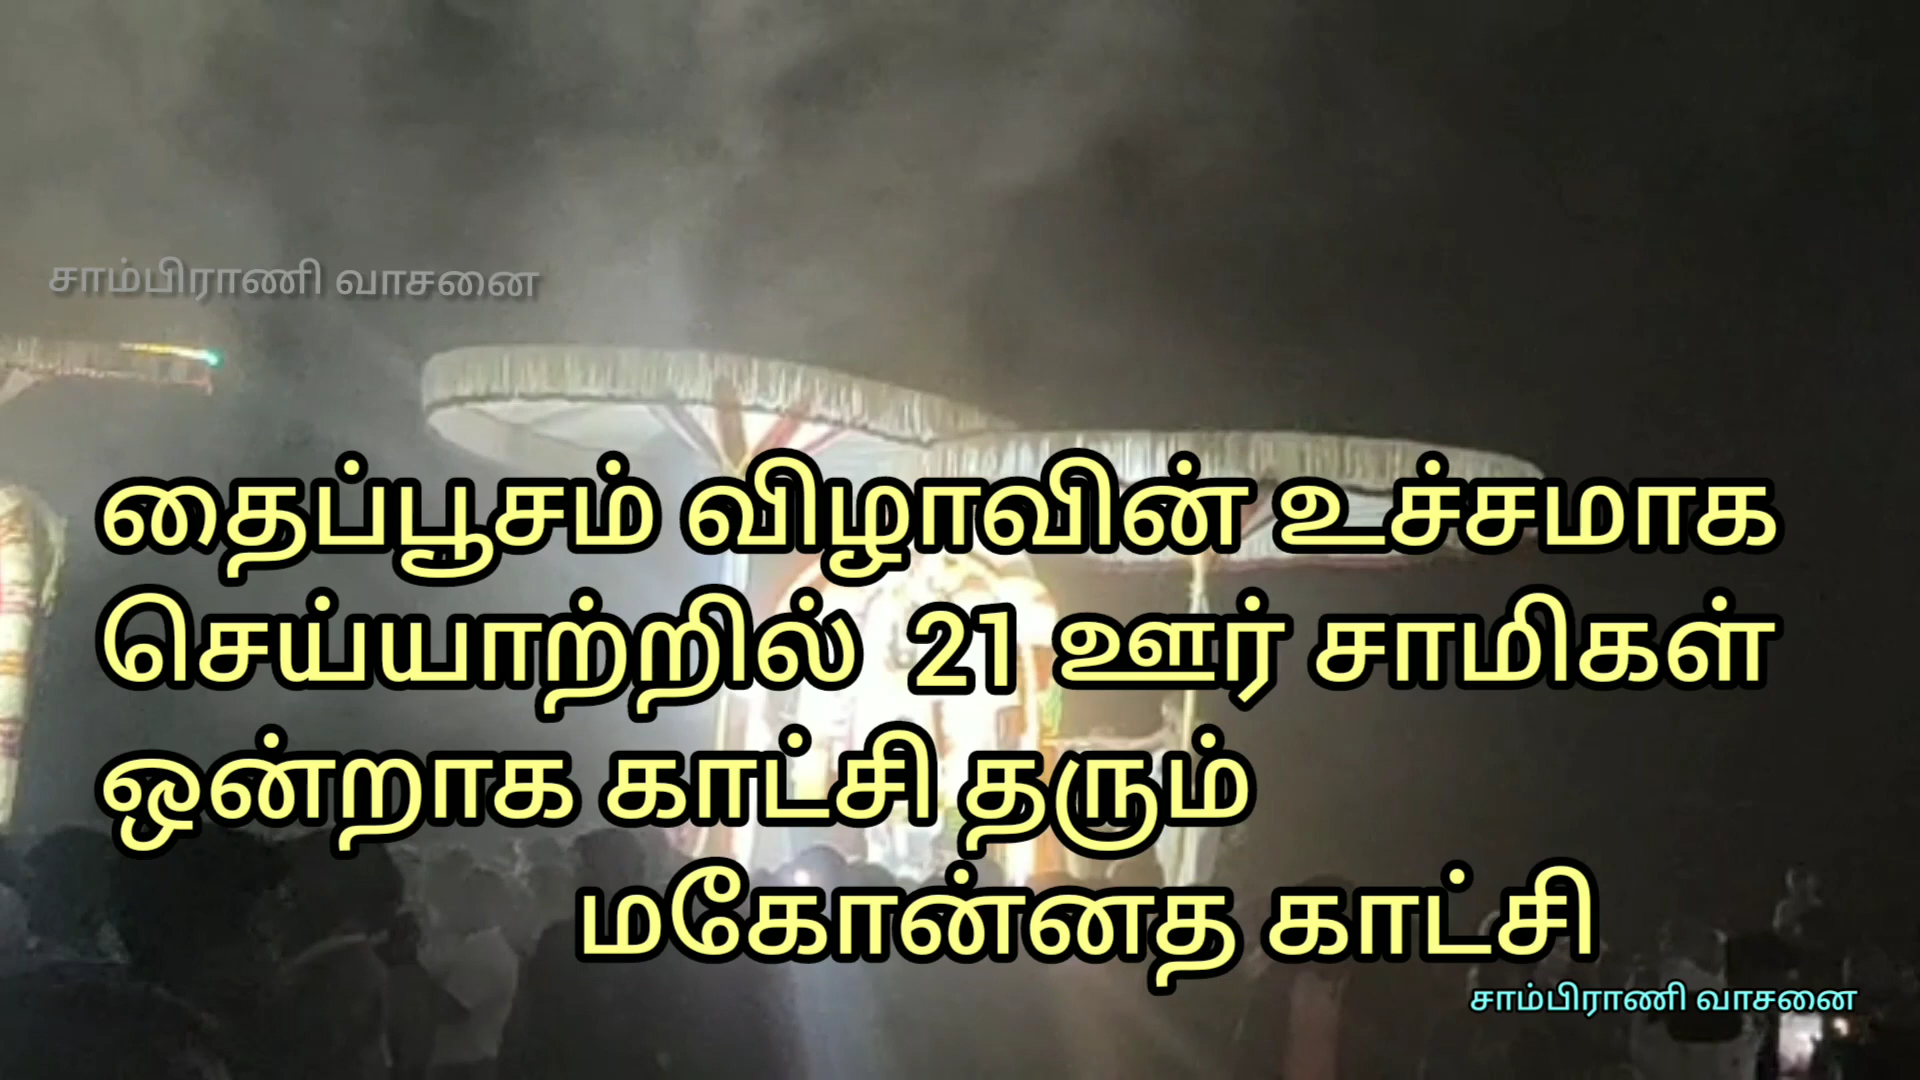 சாம்பிராணி வாசனை
தைப்பூசம் விழாவின் உச்சமாக
செய்யாற்றில் 21 ஊர் சாமிகள்
ஒன்றாக காட்சி தரும்
மகோன்னத காட்சி
சாம்பிராணி வாசனை